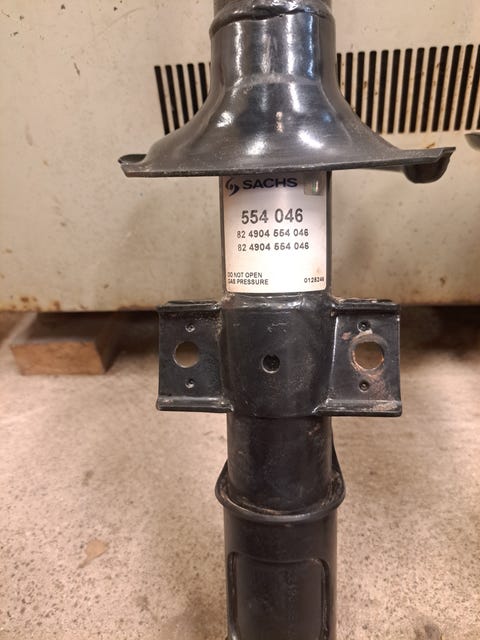 SACHS
554 046
82 4904 554 046
82 4904 554 046
DO NOT OPEN
GAS PRESSURE 0128246